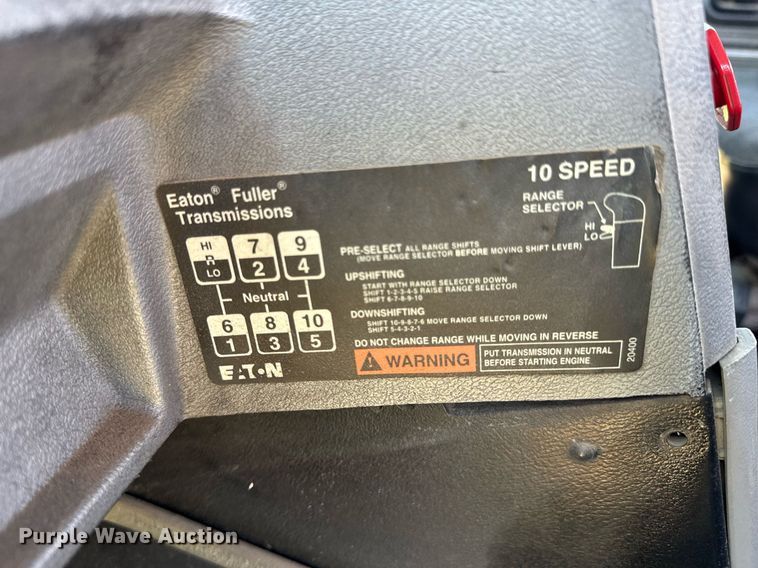 10 SPEED
Eaton® Fuller®
Transmissions
RANGE
SELECTOR
HI
LO
HI
R
LO
7
2
9
4
Neutral
6
1
8
3
10
5
EATON
PRE-SELECT ALL RANGE SHIFTS
(MOVE RANGE SELECTOR BEFORE MOVING SHIFT LEVER)
UPSHIFTING
START WITH RANGE SELECTOR DOWN
SHIFT 1-2-3-4-5 RAISE RANGE SELECTOR
SHIFT 6-7-8-9-10
DOWNSHIFTING
SHIFT 10-9-8-7-6 MOVE RANGE SELECTOR DOWN
SHIFT 5-4-3-2-1
DO NOT CHANGE RANGE WHILE MOVING IN REVERSE
WARNING
PUT TRANSMISSION IN NEUTRAL
BEFORE STARTING ENGINE
20400
Purple Wave Auction®